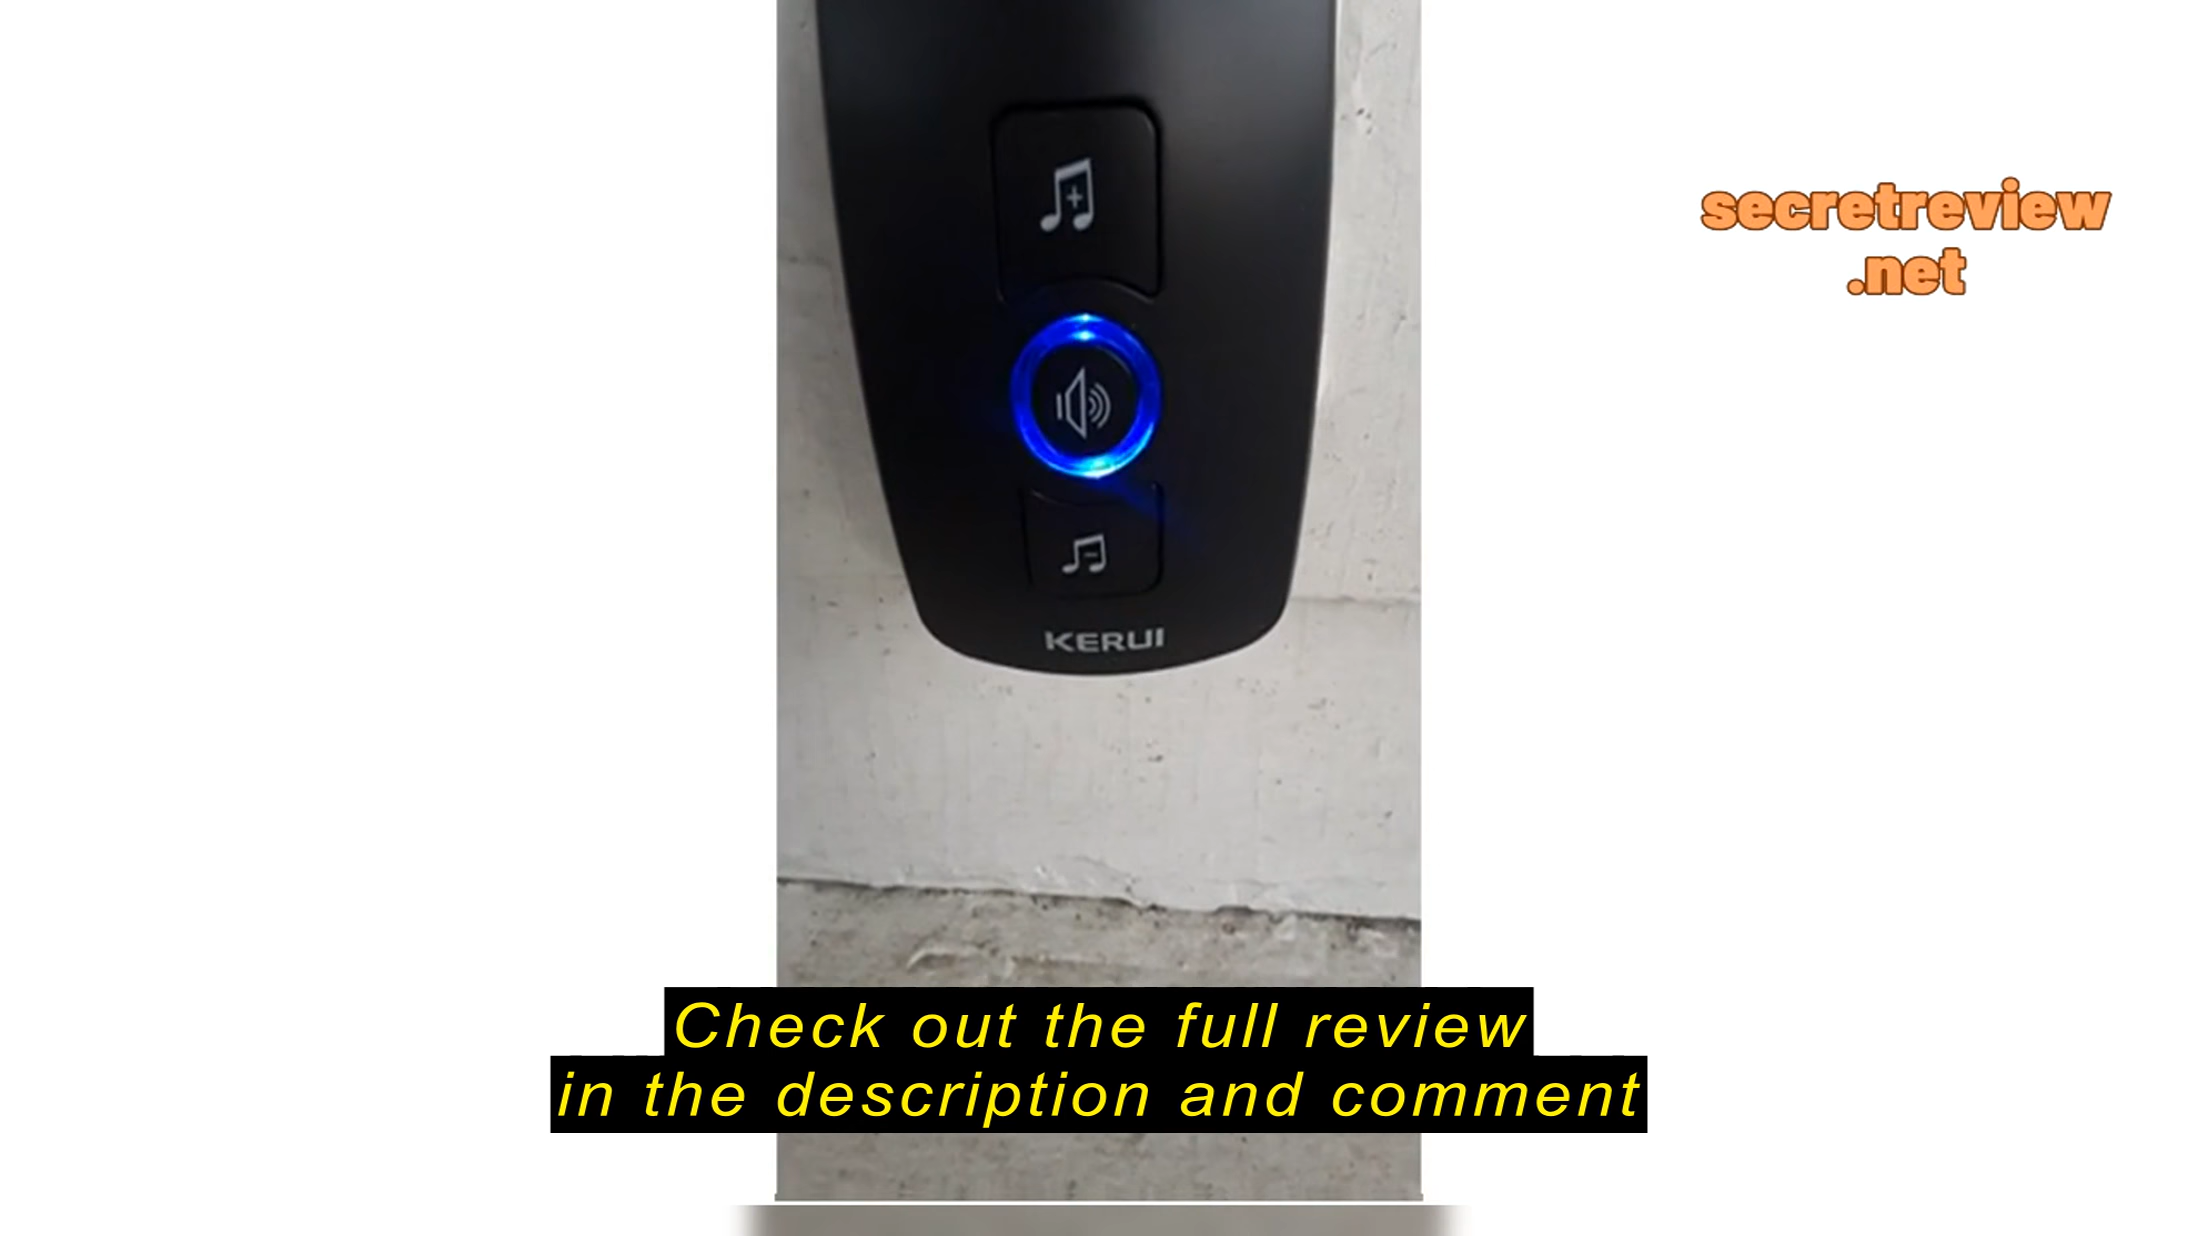 secretreview
.net
KERUI
Check out the full review
in the description and comment